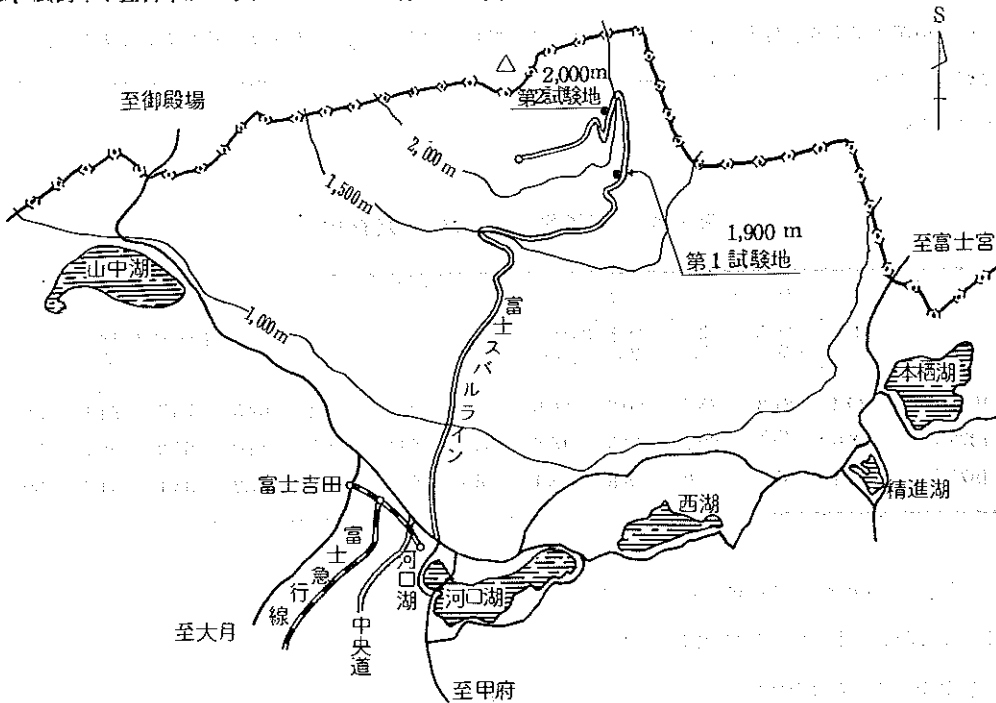 S
至御殿場
2,000m
第2試験地
2,000m
1,500m
1,900 m
第1試験地
至富士宮
山中湖
1,000m
富士スバルライン
本栖湖
富士吉田
精進湖
西湖
富士急行線
河口湖
河口湖
中央道
至大月
至甲府